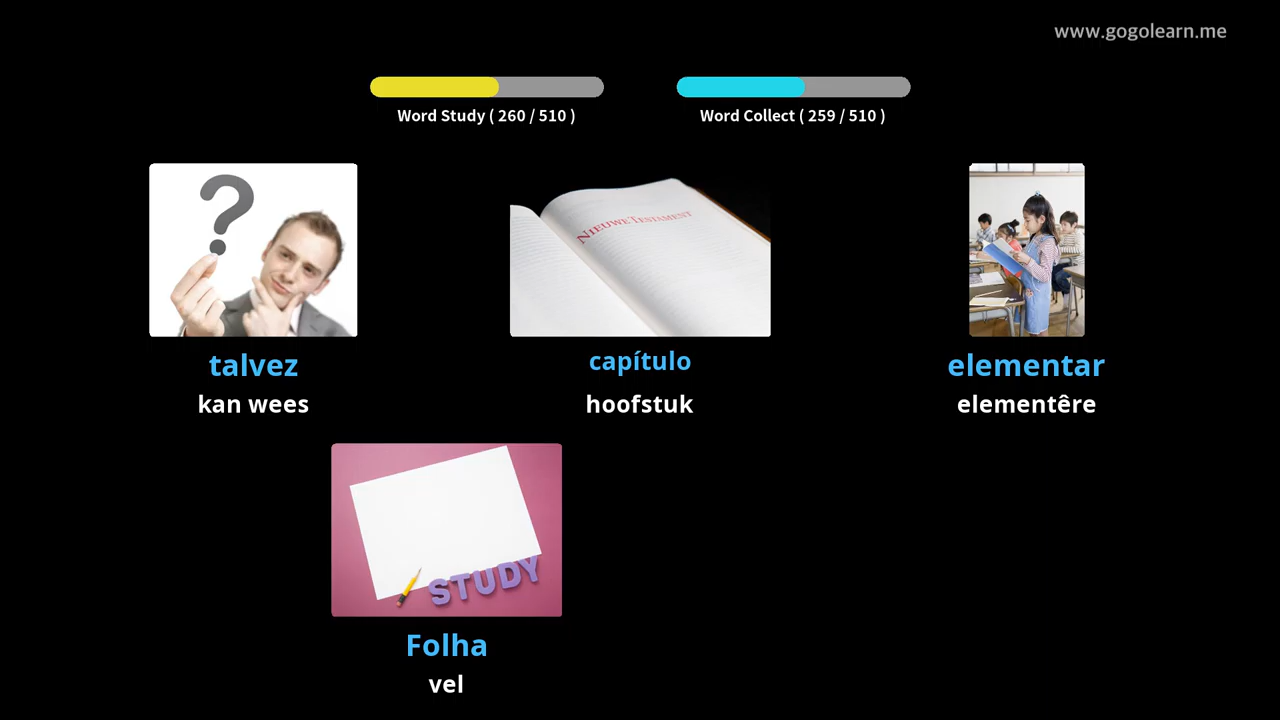 www.gogolearn.me
Word Study ( 260 / 510 )
Word Collect ( 259 / 510 )
?
NIEUWE TESTAMENT
talvez
capítulo
elementar
kan wees
hoofstuk
elementêre
STUDY
Folha
vel